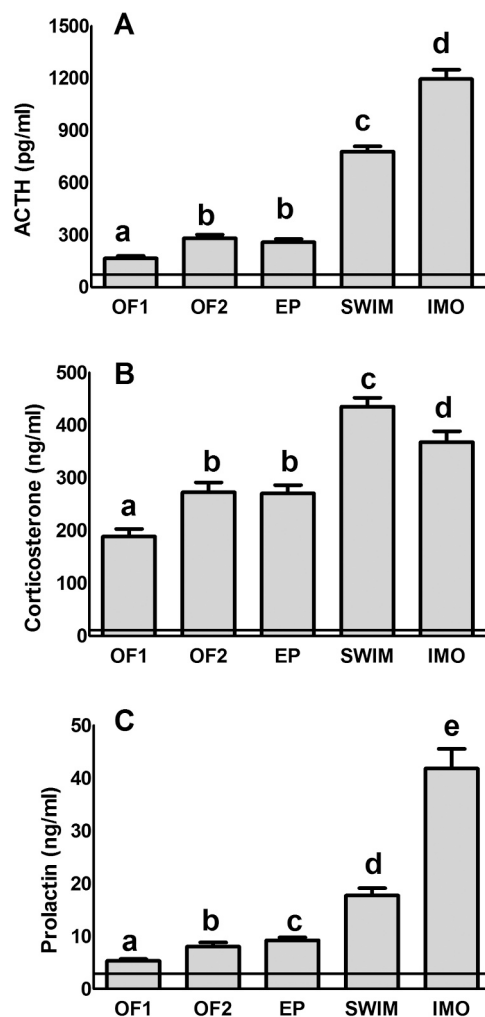 A
ACTH (pg/ml)
1500
1200
900
600
300
0
a
b
b
c
d
OF1 OF2 EP SWIM IMO
B
Corticosterone (ng/ml)
500
400
300
200
100
0
a
b
b
c
d
OF1 OF2 EP SWIM IMO
C
Prolactin (ng/ml)
50
40
30
20
10
0
a
b
c
d
e
OF1 OF2 EP SWIM IMO